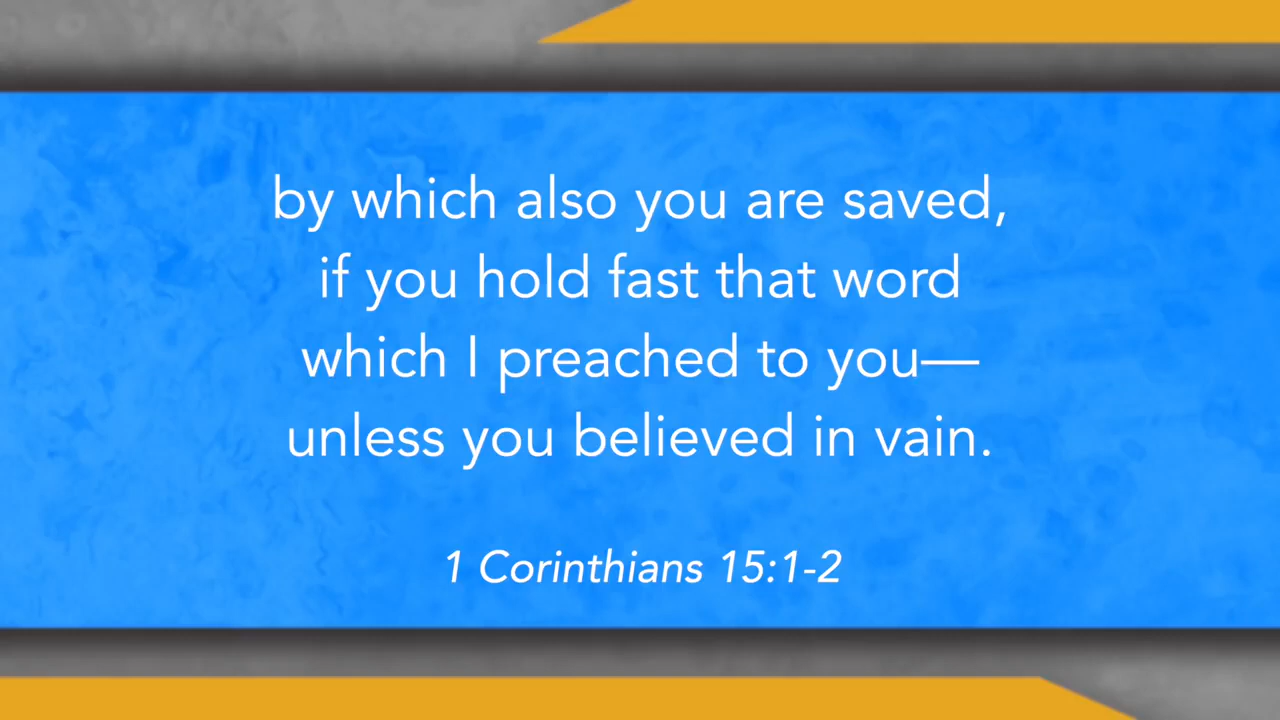 by which also you are saved,
if you hold fast that word
which I preached to you—
unless you believed in vain.
1 Corinthians 15:1-2